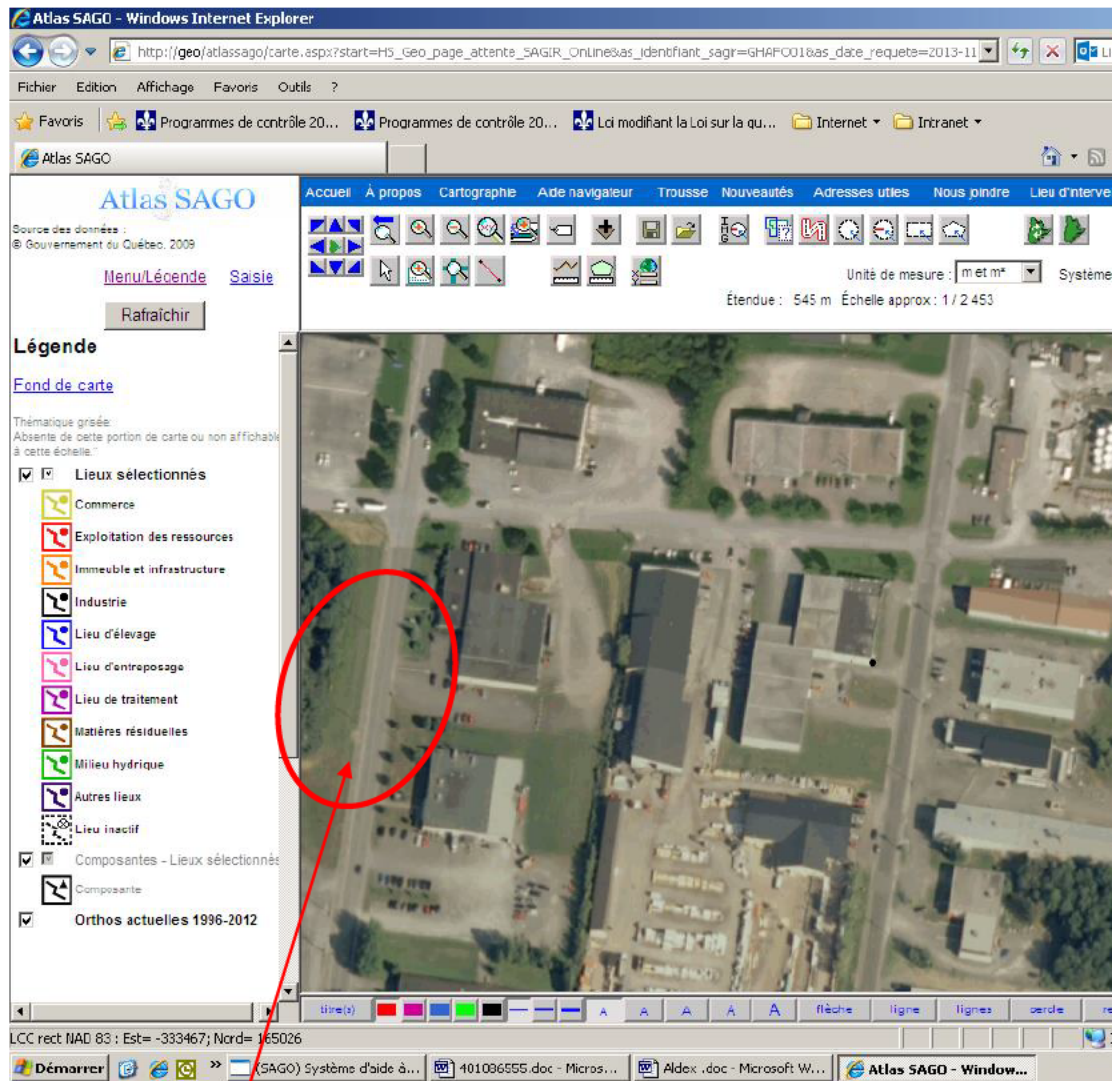 Atlas SAGO - Windows Internet Explorer
http://geo/atlassago/carte.aspx?start=HS_Geo_page_attente_SAGIR_Online&as_identifiant_sagir=GHAFO01&as_date_requete=2013-11
Fichier Edition Affichage Favoris Outils ?
Favoris Programmes de contrôle 20... Programmes de contrôle 20... Loi modifiant la Loi sur la qu... Internet Intranet
Atlas SAGO
Atlas SAGO
Source des données :
© Gouvernement du Québec, 2009
Menu/Légende Saisie
Rafraîchir
Accueil À propos Cartographie Aide navigateur Trousse Nouveautés Adresses utiles Nous joindre Lieu d'interve
Unité de mesure : m et m² Système
Étendue : 545 m Échelle approx : 1 / 2 453
Légende
Fond de carte
Thématique grisée:
Absente de cette portion de carte ou non affichable
à cette échelle."
Lieux sélectionnés
Commerce
Exploitation des ressources
Immeuble et infrastructure
Industrie
Lieu d'élevage
Lieu d'entreposage
Lieu de traitement
Matières résiduelles
Milieu hydrique
Autres lieux
Lieu inactif
Composantes - Lieux sélectionnés
Composante
Orthos actuelles 1996-2012
titre(s) A A A A A flèche ligne lignes cercle re
LCC rect NAD 83 : Est= -333467; Nord= 165026
Démarrer » (SAGO) Système d'aide à... 401086555.doc - Micros... Aldex .doc - Microsoft W... Atlas SAGO - Window...